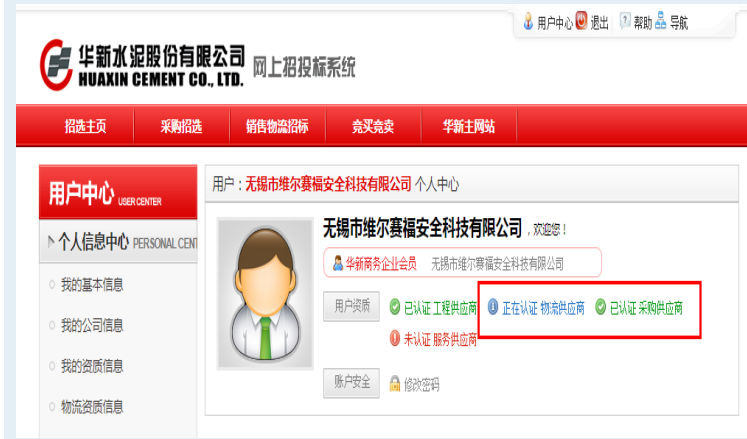 用户中心 退出 帮助 导航
华新水泥股份有限公司 网上招投标系统
HUAXIN CEMENT CO., LTD.
招选主页 采购招选 销售物流招标 竞买竞卖 华新主网站
用户中心 USER CENTER
个人信息中心 PERSONAL CENT
我的基本信息
我的公司信息
我的资质信息
物流资质信息
用户：无锡市维尔赛福安全科技有限公司 个人中心
无锡市维尔赛福安全科技有限公司，欢迎您！
华新商务企业会员 无锡市维尔赛福安全科技有限公司
用户资质 已认证 工程供应商 正在认证 物流供应商 已认证 采购供应商
未认证 服务供应商
账户安全 修改密码